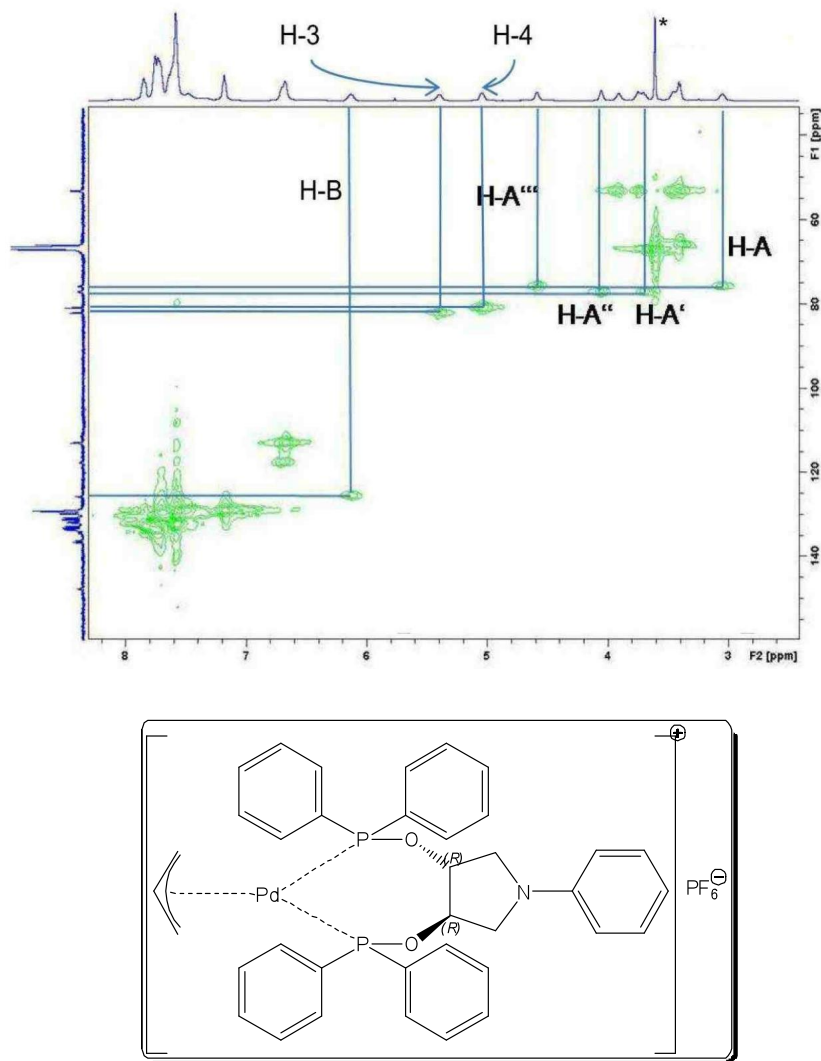 *
H-3 H-4
H-B
H-A‘‘‘
H-A
H-A‘‘ H-A‘
60
80
100
120
140
F1 [ppm]
8 7 6 5 4 3 F2 [ppm]
P O (R)
Pd N
P O (R)
+
PF6 −